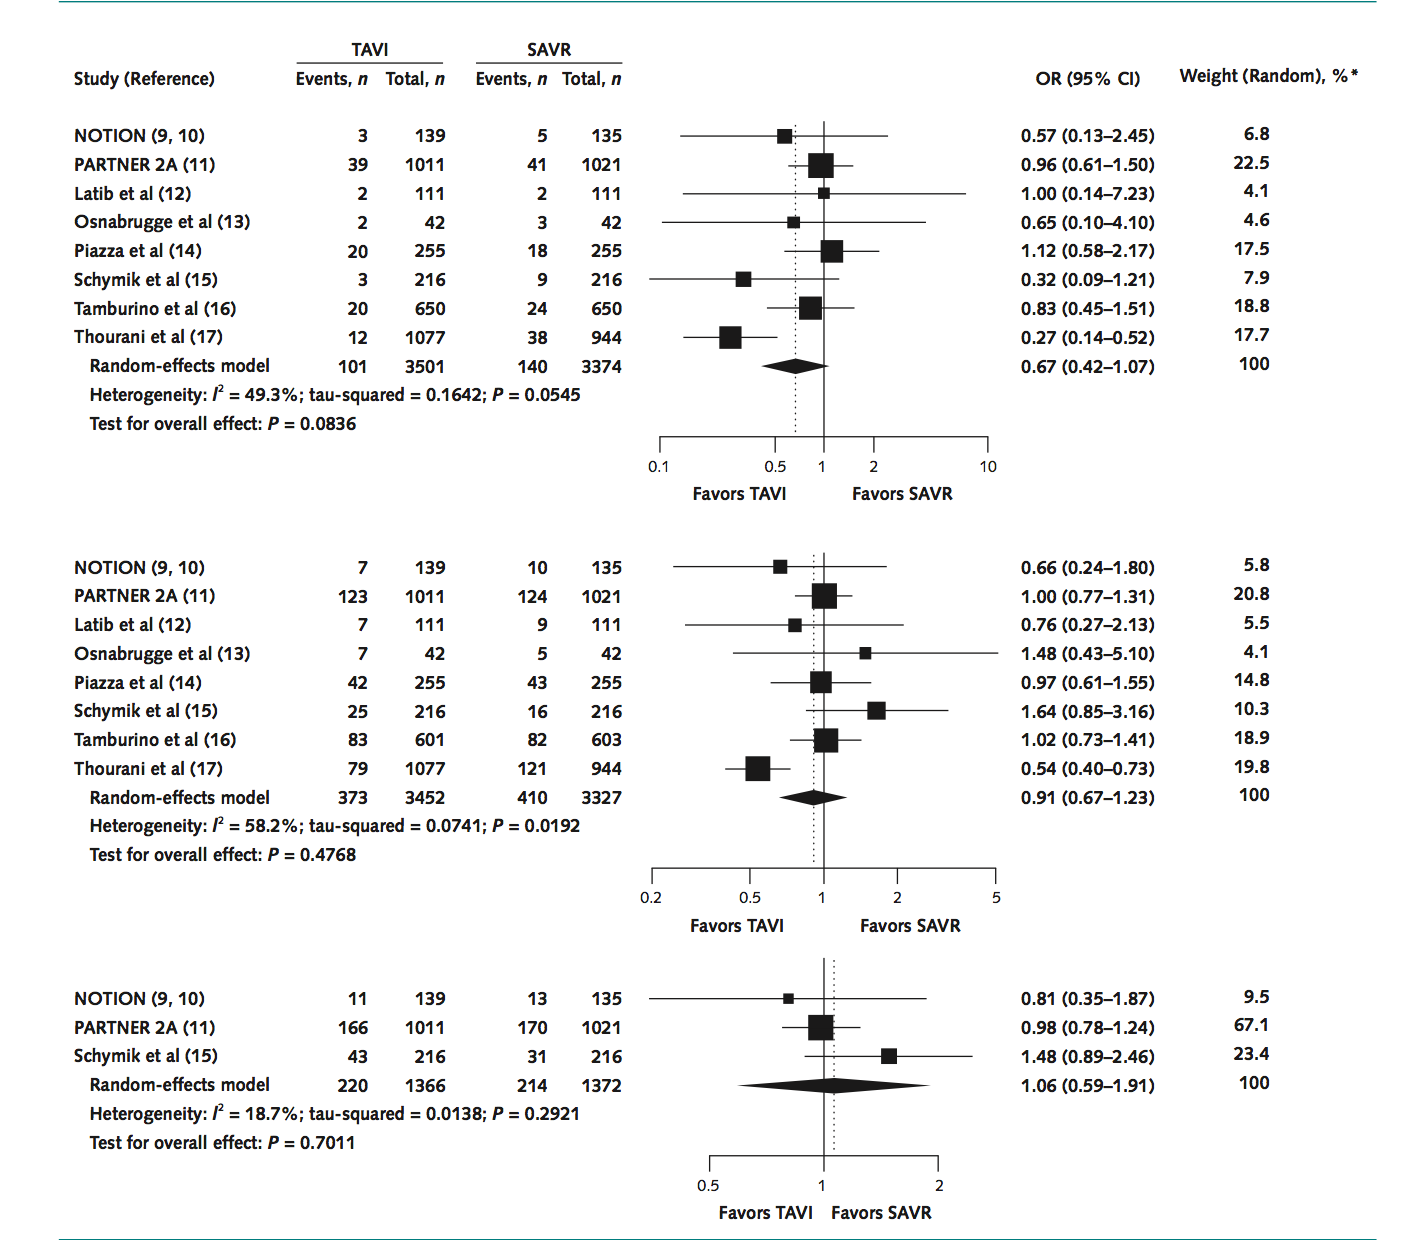 TAVI SAVR
Study (Reference) Events, n Total, n Events, n Total, n OR (95% CI) Weight (Random), %*
NOTION (9, 10) 3 139 5 135 0.57 (0.13–2.45) 6.8
PARTNER 2A (11) 39 1011 41 1021 0.96 (0.61–1.50) 22.5
Latib et al (12) 2 111 2 111 1.00 (0.14–7.23) 4.1
Osnabrugge et al (13) 2 42 3 42 0.65 (0.10–4.10) 4.6
Piazza et al (14) 20 255 18 255 1.12 (0.58–2.17) 17.5
Schymik et al (15) 3 216 9 216 0.32 (0.09–1.21) 7.9
Tamburino et al (16) 20 650 24 650 0.83 (0.45–1.51) 18.8
Thourani et al (17) 12 1077 38 944 0.27 (0.14–0.52) 17.7
Random-effects model 101 3501 140 3374 0.67 (0.42–1.07) 100
Heterogeneity: I² = 49.3%; tau-squared = 0.1642; P = 0.0545
Test for overall effect: P = 0.0836
0.1 0.5 1 2 10
Favors TAVI Favors SAVR
NOTION (9, 10) 7 139 10 135 0.66 (0.24–1.80) 5.8
PARTNER 2A (11) 123 1011 124 1021 1.00 (0.77–1.31) 20.8
Latib et al (12) 7 111 9 111 0.76 (0.27–2.13) 5.5
Osnabrugge et al (13) 7 42 5 42 1.48 (0.43–5.10) 4.1
Piazza et al (14) 42 255 43 255 0.97 (0.61–1.55) 14.8
Schymik et al (15) 25 216 16 216 1.64 (0.85–3.16) 10.3
Tamburino et al (16) 83 601 82 603 1.02 (0.73–1.41) 18.9
Thourani et al (17) 79 1077 121 944 0.54 (0.40–0.73) 19.8
Random-effects model 373 3452 410 3327 0.91 (0.67–1.23) 100
Heterogeneity: I² = 58.2%; tau-squared = 0.0741; P = 0.0192
Test for overall effect: P = 0.4768
0.2 0.5 1 2 5
Favors TAVI Favors SAVR
NOTION (9, 10) 11 139 13 135 0.81 (0.35–1.87) 9.5
PARTNER 2A (11) 166 1011 170 1021 0.98 (0.78–1.24) 67.1
Schymik et al (15) 43 216 31 216 1.48 (0.89–2.46) 23.4
Random-effects model 220 1366 214 1372 1.06 (0.59–1.91) 100
Heterogeneity: I² = 18.7%; tau-squared = 0.0138; P = 0.2921
Test for overall effect: P = 0.7011
0.5 1 2
Favors TAVI Favors SAVR